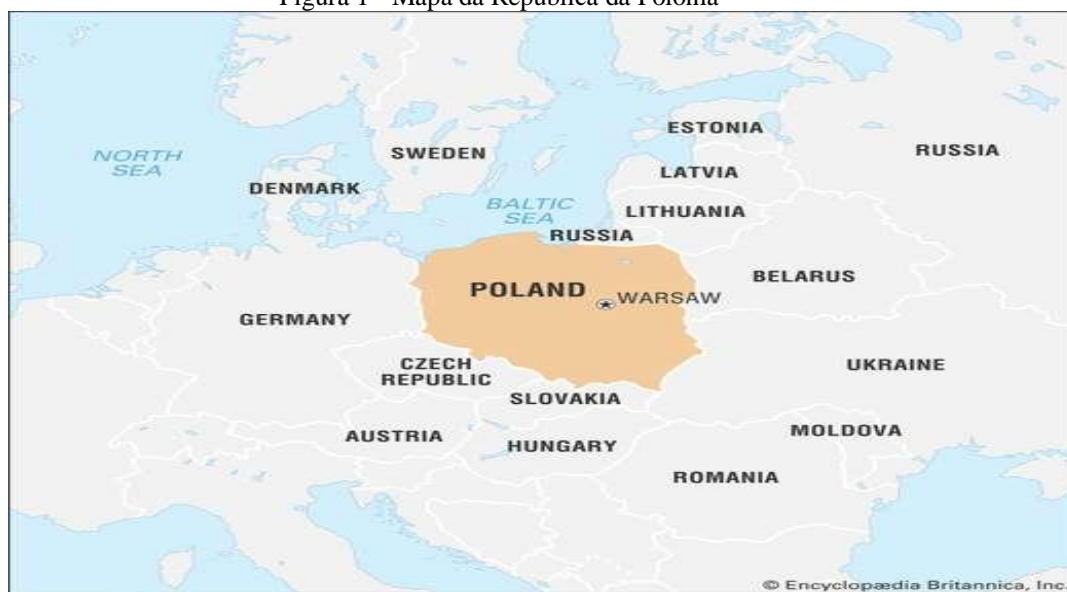 Figura 1 - Mapa da República da Polônia
ESTONIA
RUSSIA
NORTH
SEA
SWEDEN
LATVIA
DENMARK
BALTIC
SEA
LITHUANIA
RUSSIA
BELARUS
POLAND
WARSAW
GERMANY
CZECH
REPUBLIC
UKRAINE
SLOVAKIA
AUSTRIA
HUNGARY
MOLDOVA
ROMANIA
© Encyclopædia Britannica, Inc.